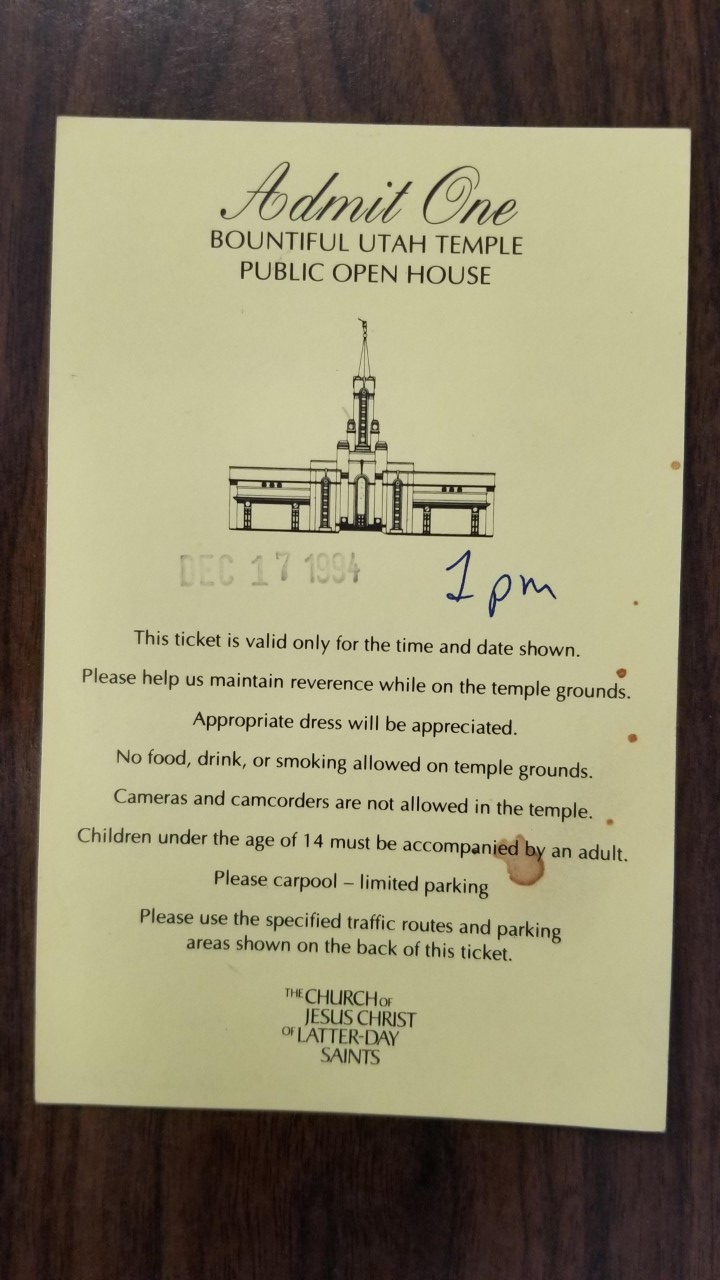 Admit One
BOUNTIFUL UTAH TEMPLE
PUBLIC OPEN HOUSE
DEC 17 1994 1 pm
This ticket is valid only for the time and date shown.
Please help us maintain reverence while on the temple grounds.
Appropriate dress will be appreciated.
No food, drink, or smoking allowed on temple grounds.
Cameras and camcorders are not allowed in the temple.
Children under the age of 14 must be accompanied by an adult.
Please carpool – limited parking
Please use the specified traffic routes and parking
areas shown on the back of this ticket.
THE CHURCH OF
JESUS CHRIST
OF LATTER-DAY
SAINTS